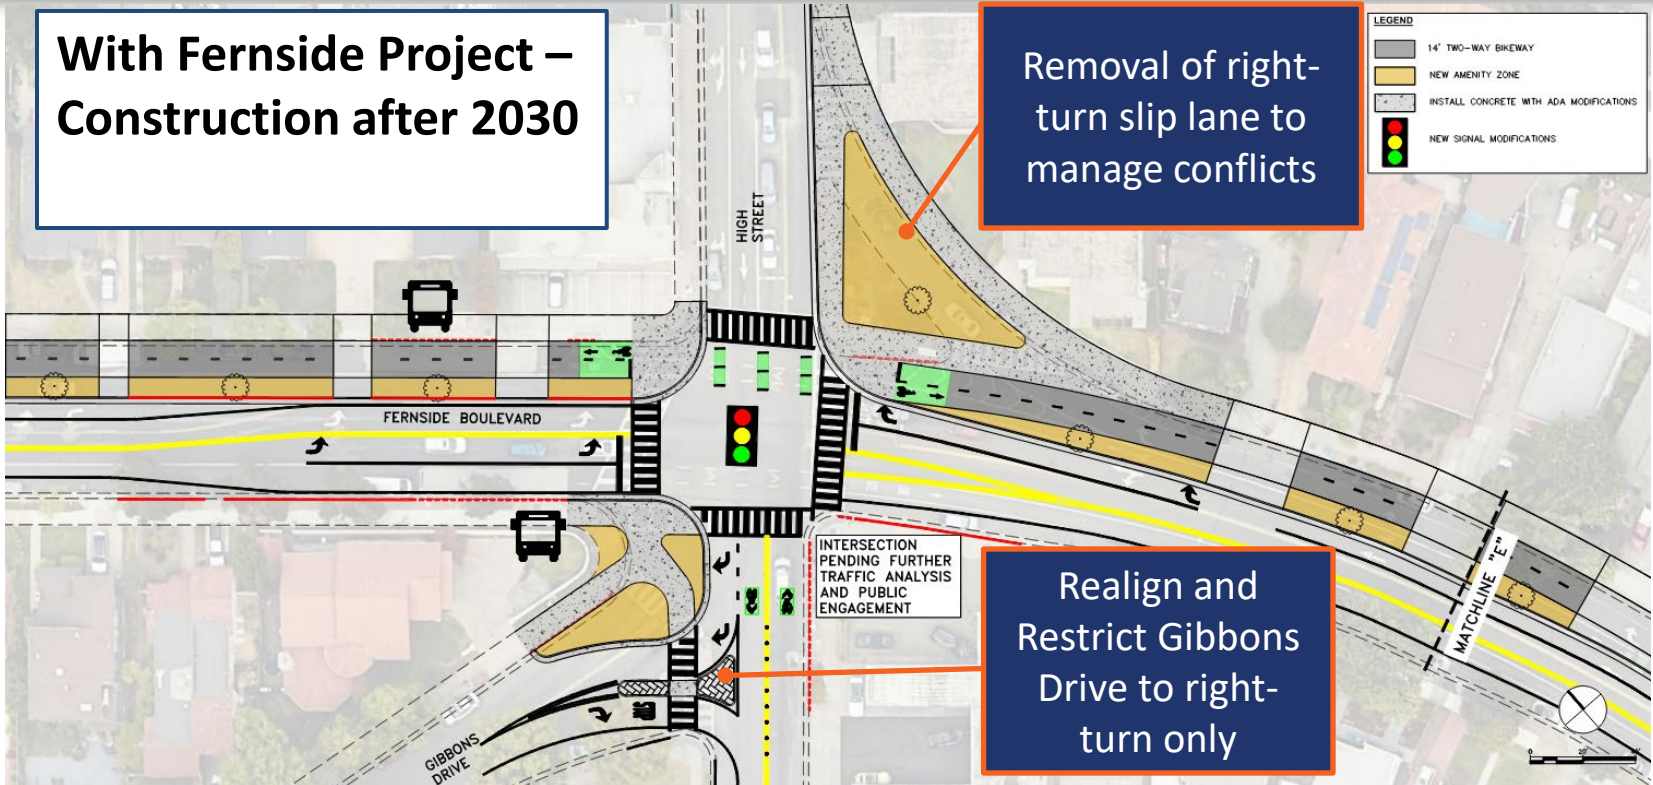 With Fernside Project –
Construction after 2030
Removal of right-
turn slip lane to
manage conflicts
LEGEND
14' TWO-WAY BIKEWAY
NEW AMENITY ZONE
INSTALL CONCRETE WITH ADA MODIFICATIONS
NEW SIGNAL MODIFICATIONS
HIGH
STREET
FERNSIDE BOULEVARD
INTERSECTION
PENDING FURTHER
TRAFFIC ANALYSIS
AND PUBLIC
ENGAGEMENT
Realign and
Restrict Gibbons
Drive to right-
turn only
MATCHLINE "E"
GIBBONS
DRIVE
0 20'